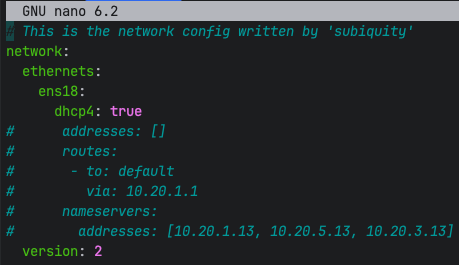 GNU nano 6.2
# This is the network config written by 'subiquity'
network:
  ethernets:
    ens18:
      dhcp4: true
#      addresses: []
#      routes:
#       - to: default
#         via: 10.20.1.1
#      nameservers:
#        addresses: [10.20.1.13, 10.20.5.13, 10.20.3.13]
  version: 2